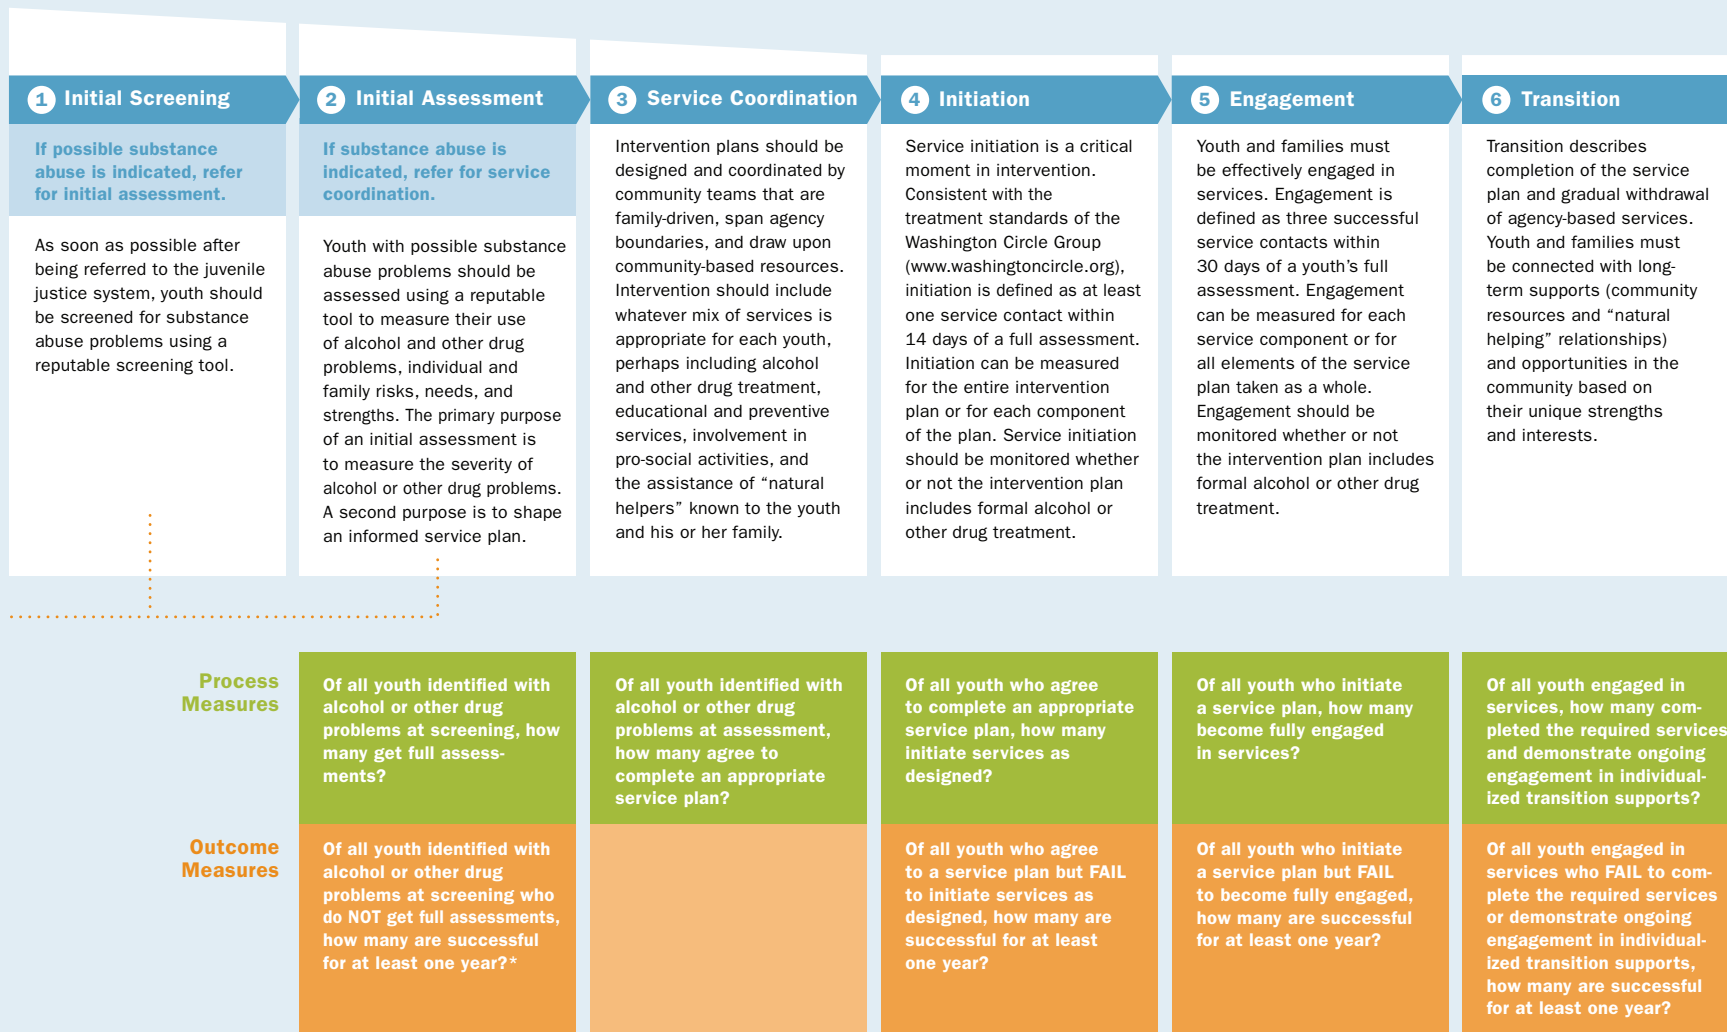 1 Initial Screening
If possible substance
abuse is indicated, refer
for initial assessment.
As soon as possible after
being referred to the juvenile
justice system, youth should
be screened for substance
abuse problems using a
reputable screening tool.
2 Initial Assessment
If substance abuse is
indicated, refer for service
coordination.
Youth with possible substance
abuse problems should be
assessed using a reputable
tool to measure their use
of alcohol and other drug
problems, individual and
family risks, needs, and
strengths. The primary purpose
of an initial assessment is
to measure the severity of
alcohol or other drug problems.
A second purpose is to shape
an informed service plan.
3 Service Coordination
Intervention plans should be
designed and coordinated by
community teams that are
family-driven, span agency
boundaries, and draw upon
community-based resources.
Intervention should include
whatever mix of services is
appropriate for each youth,
perhaps including alcohol
and other drug treatment,
educational and preventive
services, involvement in
pro-social activities, and
the assistance of “natural
helpers” known to the youth
and his or her family.
4 Initiation
Service initiation is a critical
moment in intervention.
Consistent with the
treatment standards of the
Washington Circle Group
(www.washingtoncircle.org),
initiation is defined as at least
one service contact within
14 days of a full assessment.
Initiation can be measured
for the entire intervention
plan or for each component
of the plan. Service initiation
should be monitored whether
or not the intervention plan
includes formal alcohol or
other drug treatment.
5 Engagement
Youth and families must
be effectively engaged in
services. Engagement is
defined as three successful
service contacts within
30 days of a youth’s full
assessment. Engagement
can be measured for each
service component or for
all elements of the service
plan taken as a whole.
Engagement should be
monitored whether or not
the intervention plan includes
formal alcohol or other drug
treatment.
6 Transition
Transition describes
completion of the service
plan and gradual withdrawal
of agency-based services.
Youth and families must
be connected with long-
term supports (community
resources and “natural
helping” relationships)
and opportunities in the
community based on
their unique strengths
and interests.
Process
Measures
Of all youth identified with
alcohol or other drug
problems at screening, how
many get full assess-
ments?
Of all youth identified with
alcohol or other drug
problems at assessment,
how many agree to
complete an appropriate
service plan?
Of all youth who agree
to complete an appropriate
service plan, how many
initiate services as
designed?
Of all youth who initiate
a service plan, how many
become fully engaged
in services?
Of all youth engaged in
services, how many com-
pleted the required services
and demonstrate ongoing
engagement in individual-
ized transition supports?
Outcome
Measures
Of all youth identified with
alcohol or other drug
problems at screening who
do NOT get full assessments,
how many are successful
for at least one year?*
Of all youth who agree
to a service plan but FAIL
to initiate services as
designed, how many are
successful for at least
one year?
Of all youth who initiate
a service plan but FAIL
to become fully engaged,
how many are successful
for at least one year?
Of all youth engaged in
services who FAIL to com-
plete the required services
or demonstrate ongoing
engagement in individual-
ized transition supports,
how many are successful
for at least one year?